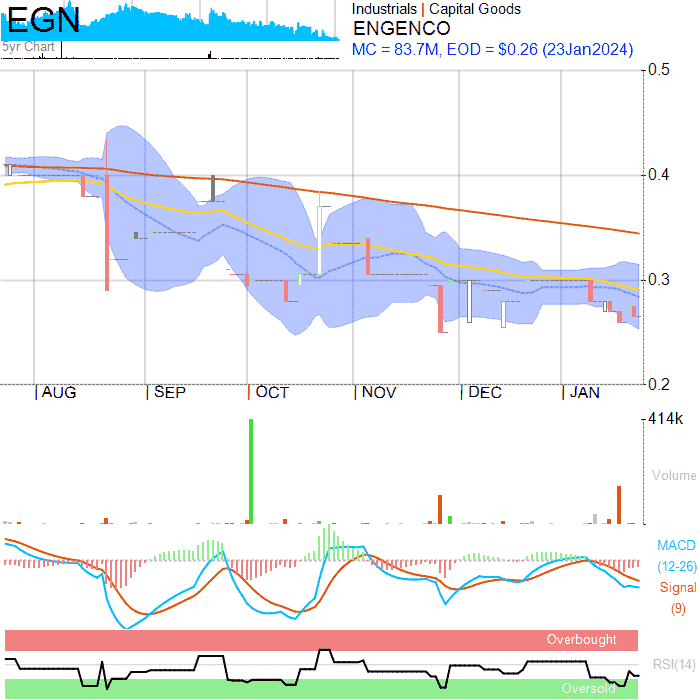 EGN
5yr Chart
Industrials | Capital Goods
ENGENCO
MC = 83.7M, EOD = $0.26 (23Jan2024)
0.5
0.4
0.3
0.2
AUG SEP OCT NOV DEC JAN
414k
Volume
MACD
(12-26)
Signal
(9)
Overbought
RSI(14)
Oversold